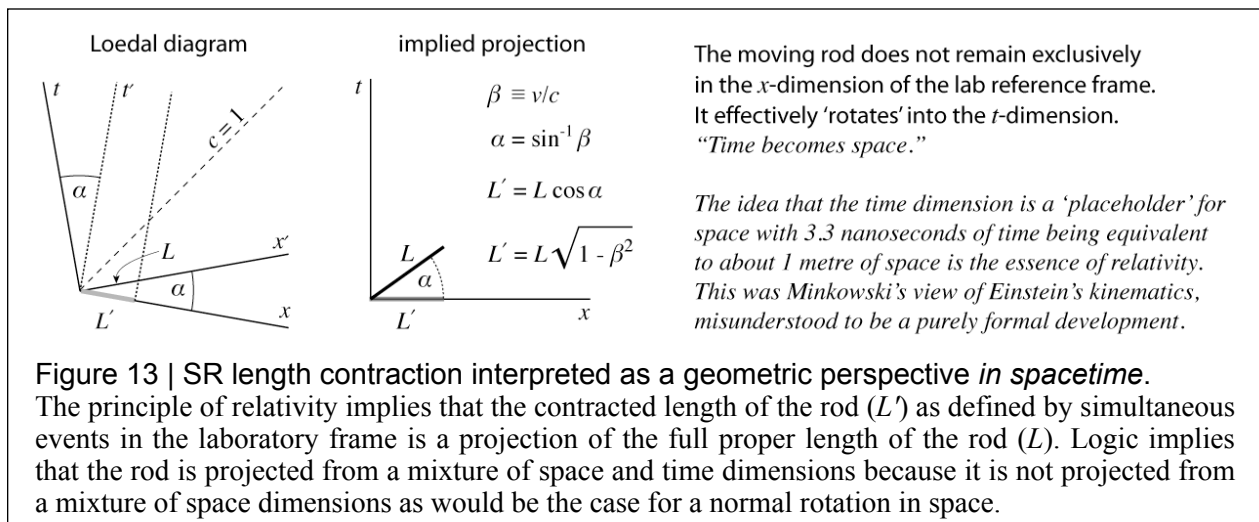 Loedal diagram
t
t′
c = 1
α
x′
L
α
x
L′
implied projection
t
β ≡ v/c
α = sin⁻¹ β
L′ = L cos α
L′ = L√1 - β²
L
α
L′
x
The moving rod does not remain exclusively
in the x-dimension of the lab reference frame.
It effectively ‘rotates’ into the t-dimension.
“Time becomes space.”
The idea that the time dimension is a ‘placeholder’ for
space with 3.3 nanoseconds of time being equivalent
to about 1 metre of space is the essence of relativity.
This was Minkowski’s view of Einstein’s kinematics,
misunderstood to be a purely formal development.
Figure 13 | SR length contraction interpreted as a geometric perspective in spacetime.
The principle of relativity implies that the contracted length of the rod (L′) as defined by simultaneous
events in the laboratory frame is a projection of the full proper length of the rod (L). Logic implies
that the rod is projected from a mixture of space and time dimensions because it is not projected from
a mixture of space dimensions as would be the case for a normal rotation in space.